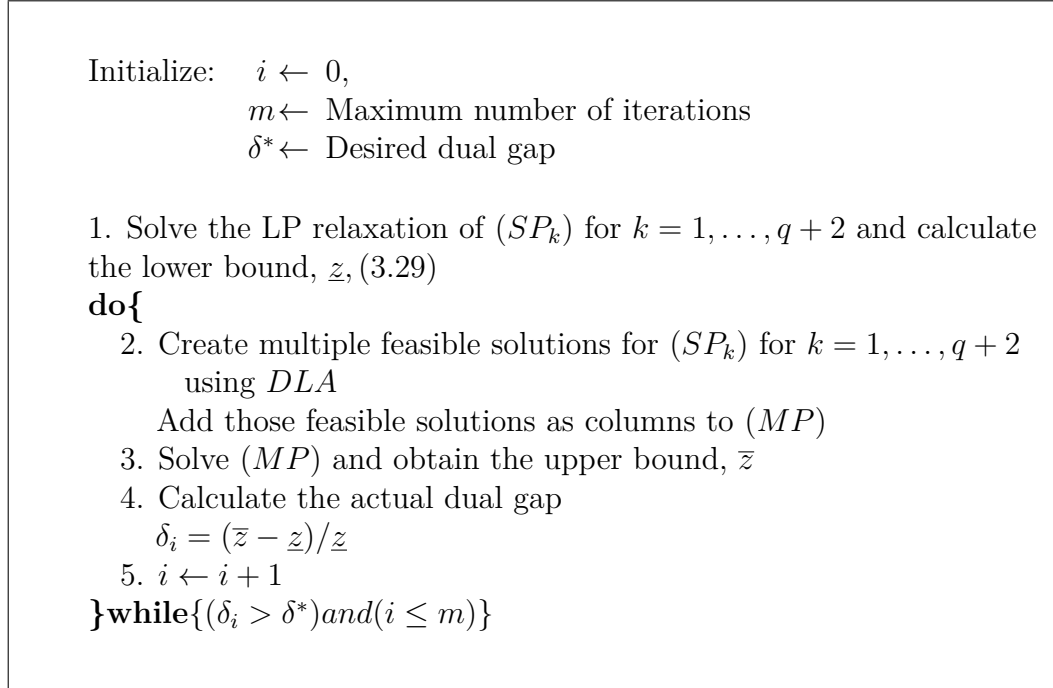 Initialize: i ← 0,
m← Maximum number of iterations
δ*← Desired dual gap
1. Solve the LP relaxation of (SP_k) for k = 1, . . . , q + 2 and calculate
the lower bound, z̲, (3.29)
do{
2. Create multiple feasible solutions for (SP_k) for k = 1, . . . , q + 2
using DLA
Add those feasible solutions as columns to (MP)
3. Solve (MP) and obtain the upper bound, z̅
4. Calculate the actual dual gap
δ_i = (z̅ − z̲)/z̲
5. i ← i + 1
}while{(δ_i > δ*)and(i ≤ m)}